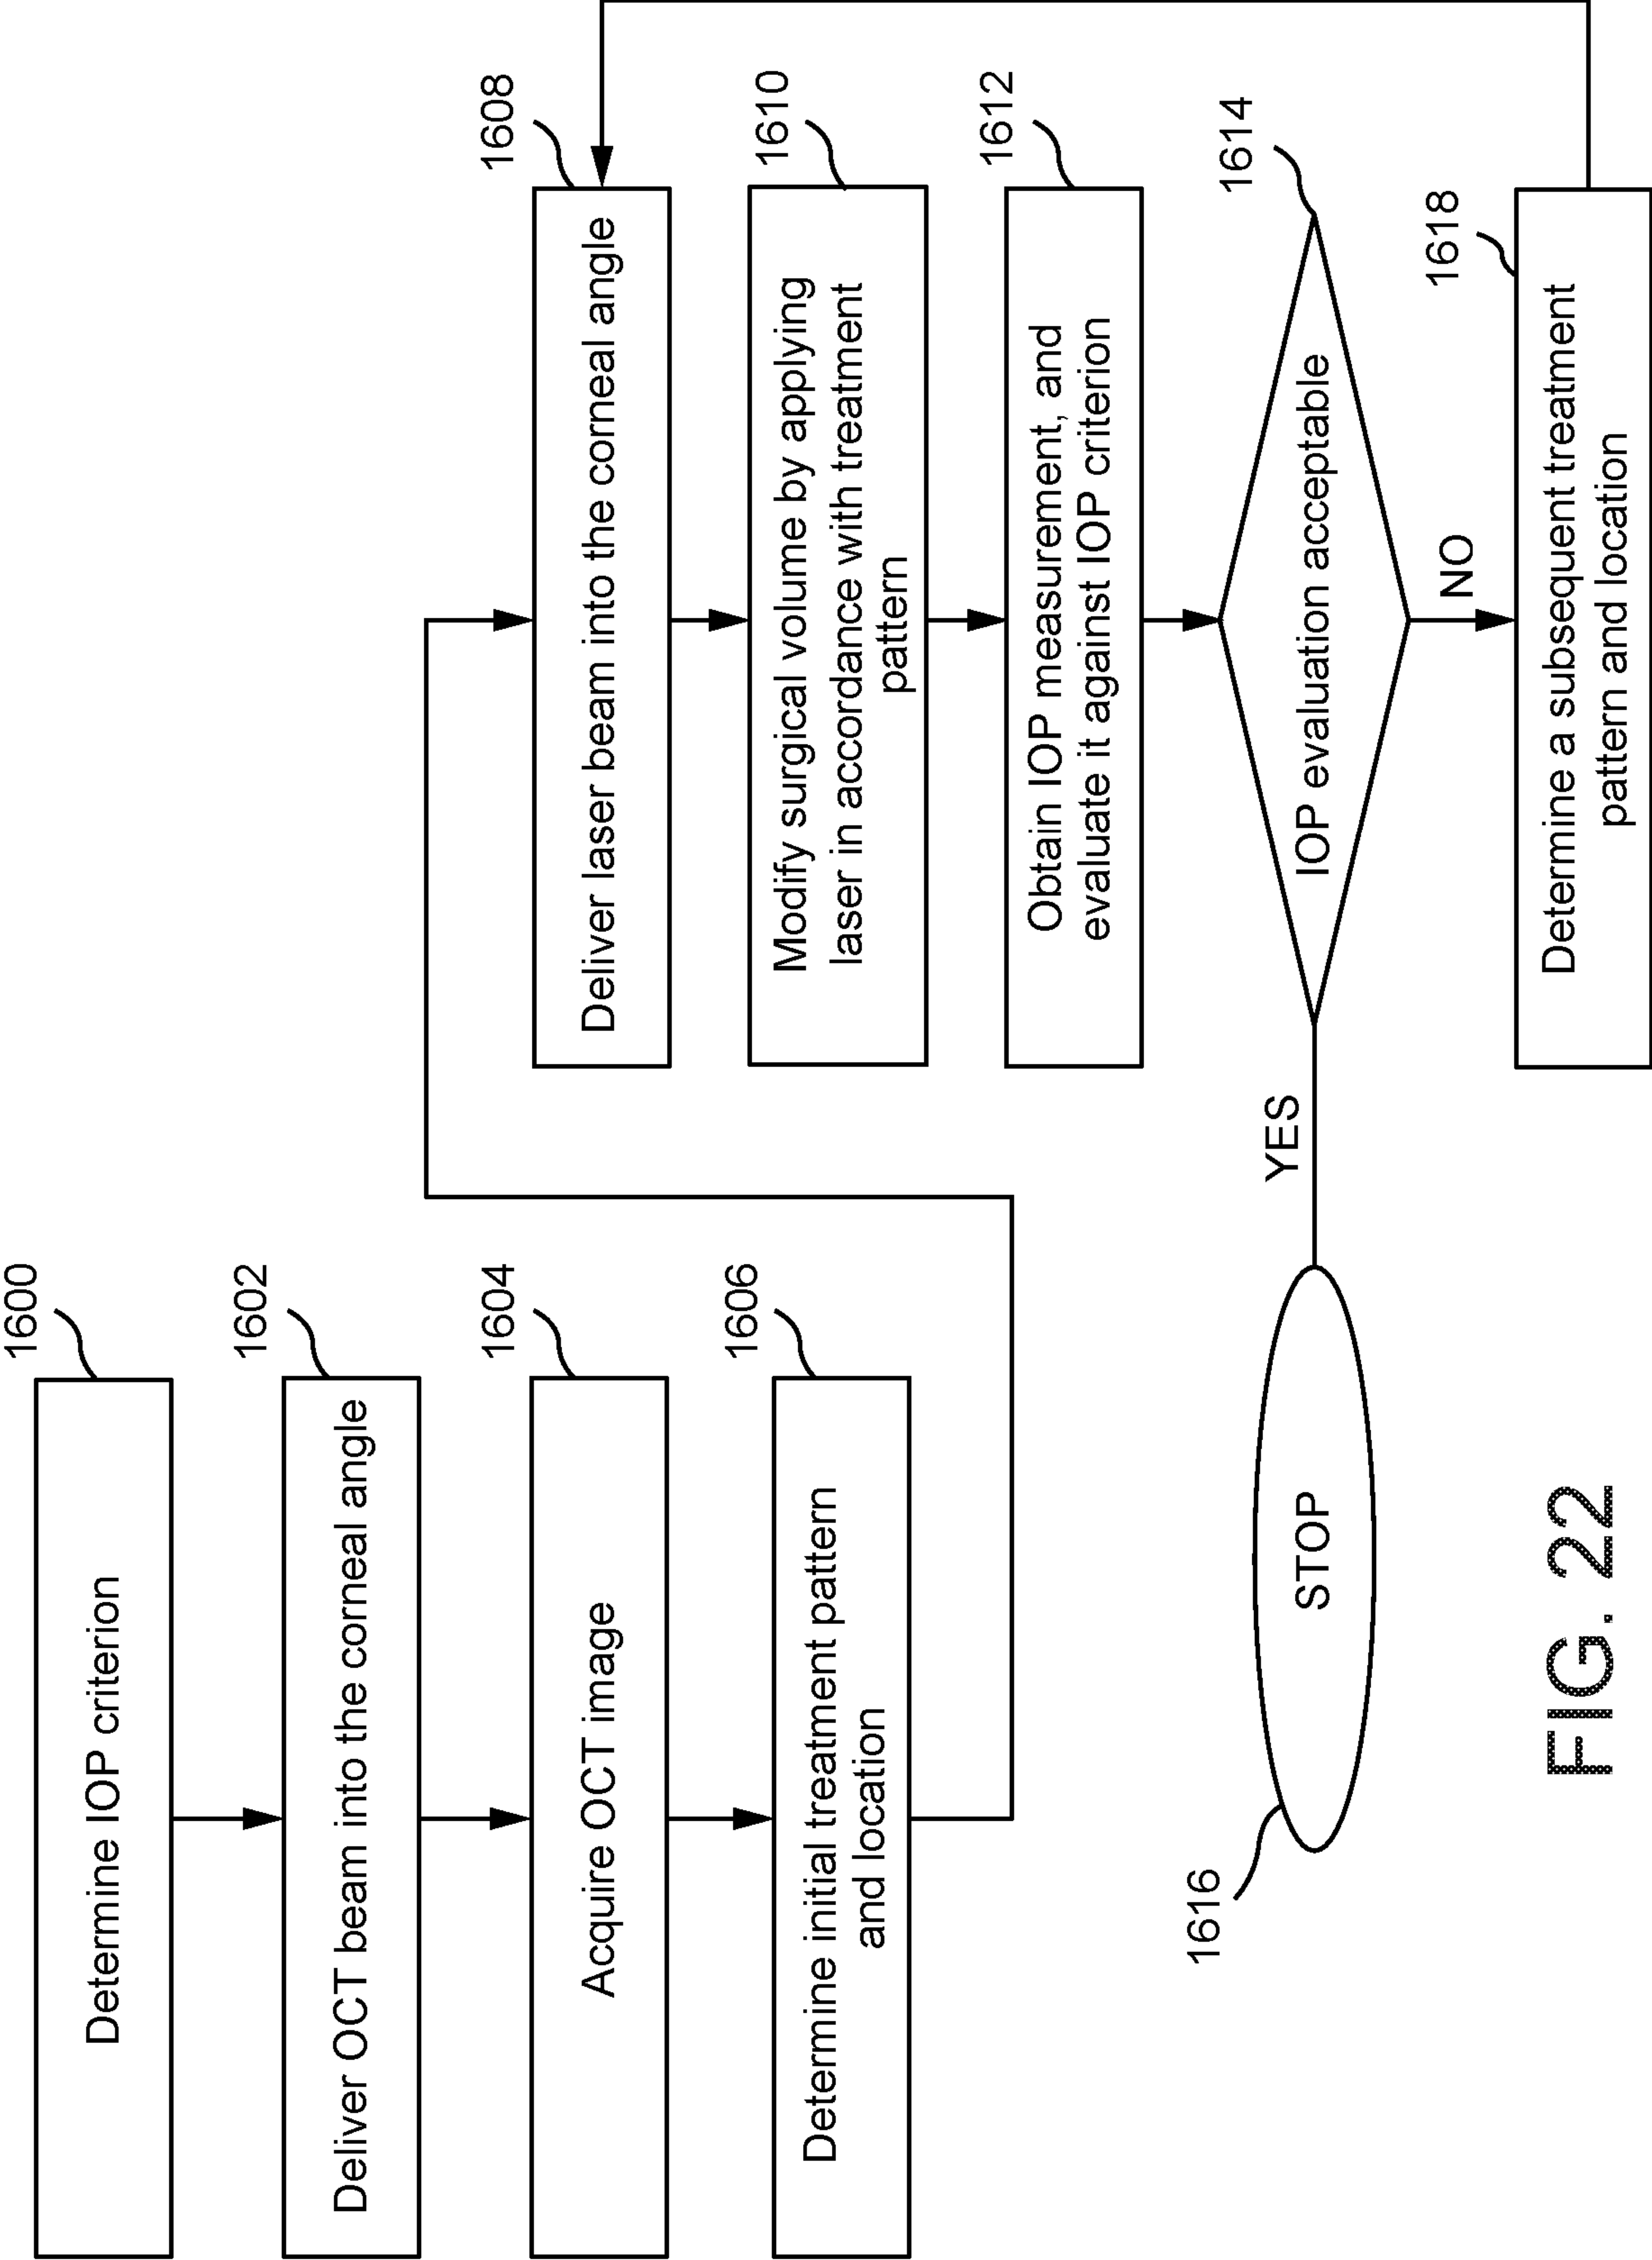 1600
Determine IOP criterion
1602
Deliver OCT beam into the corneal angle
1604
Acquire OCT image
1606
Determine initial treatment pattern
and location
1608
Deliver laser beam into the corneal angle
1610
Modify surgical volume by applying
laser in accordance with treatment
pattern
1612
Obtain IOP measurement, and
evaluate it against IOP criterion
1614
IOP evaluation acceptable
YES
1616
STOP
NO
1618
Determine a subsequent treatment
pattern and location
FIG. 22